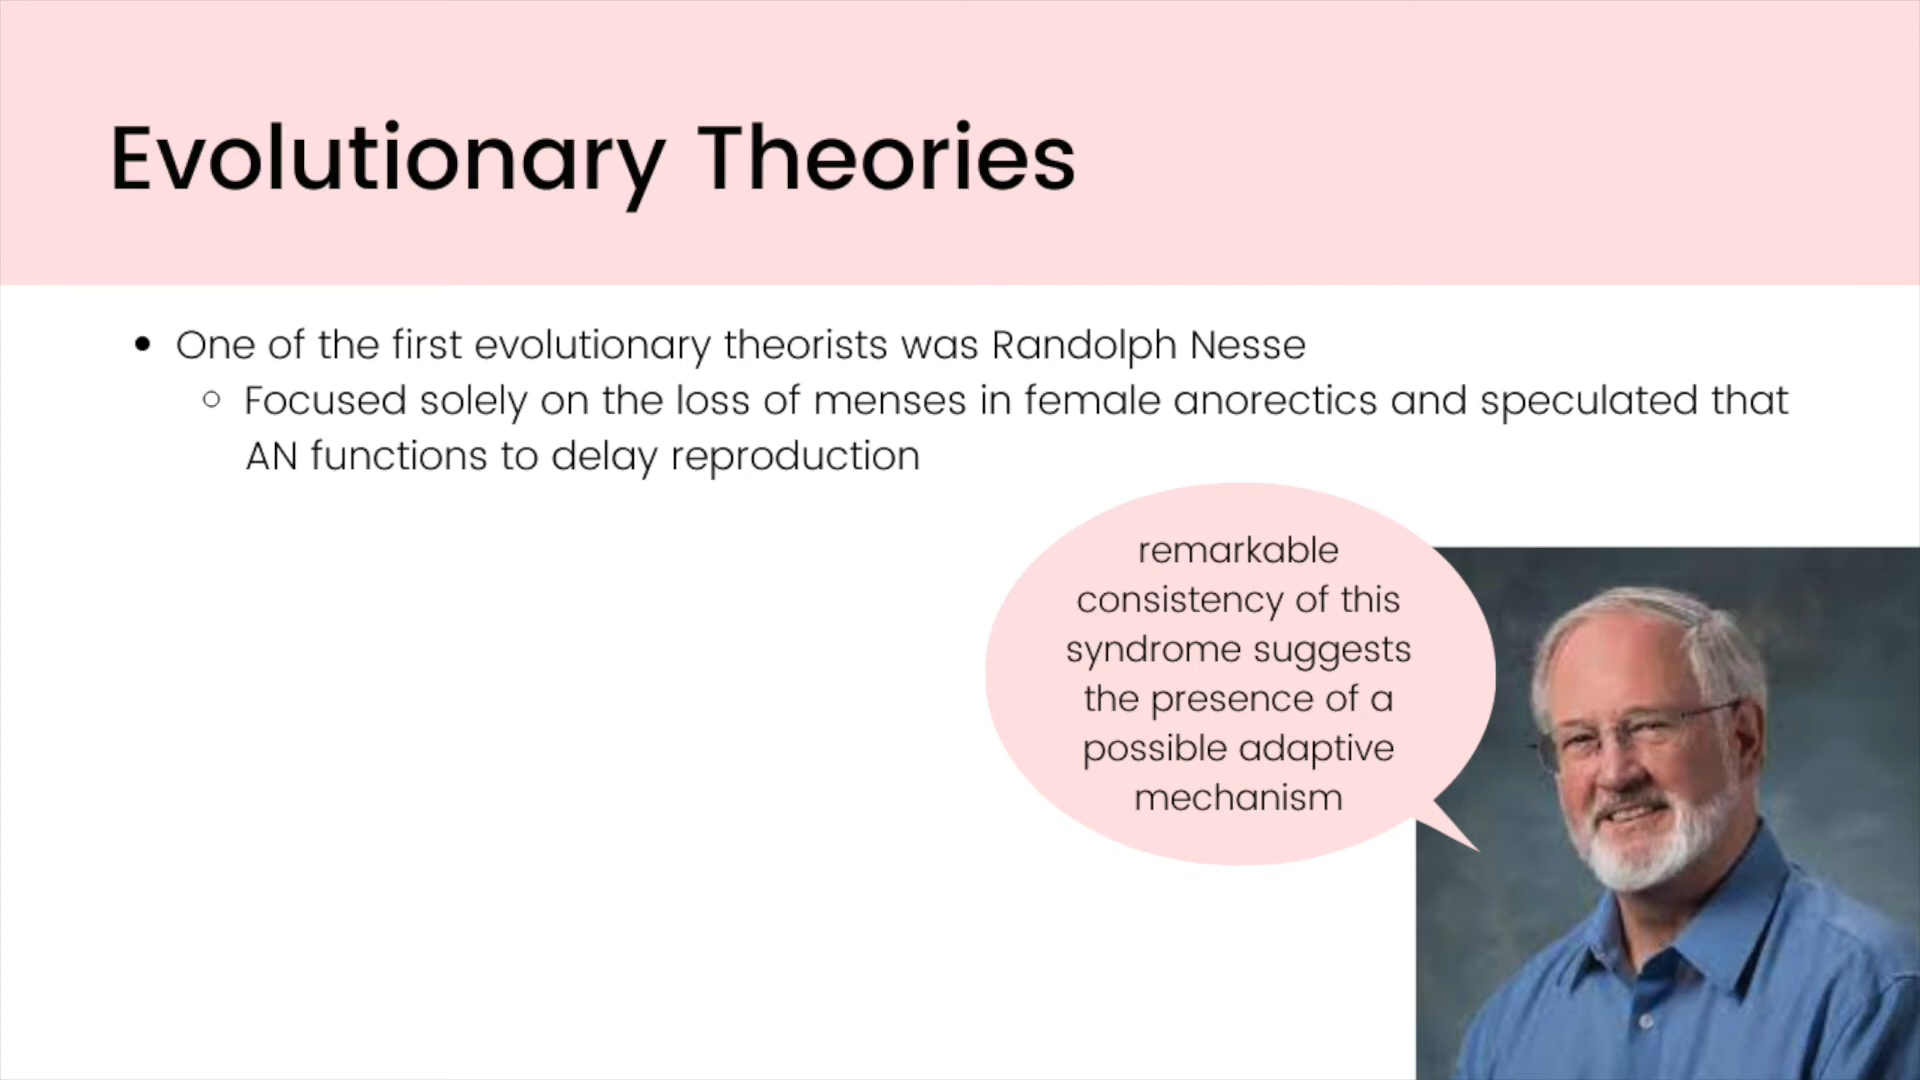 Evolutionary Theories
One of the first evolutionary theorists was Randolph Nesse
Focused solely on the loss of menses in female anorectics and speculated that
AN functions to delay reproduction
remarkable
consistency of this
syndrome suggests
the presence of a
possible adaptive
mechanism